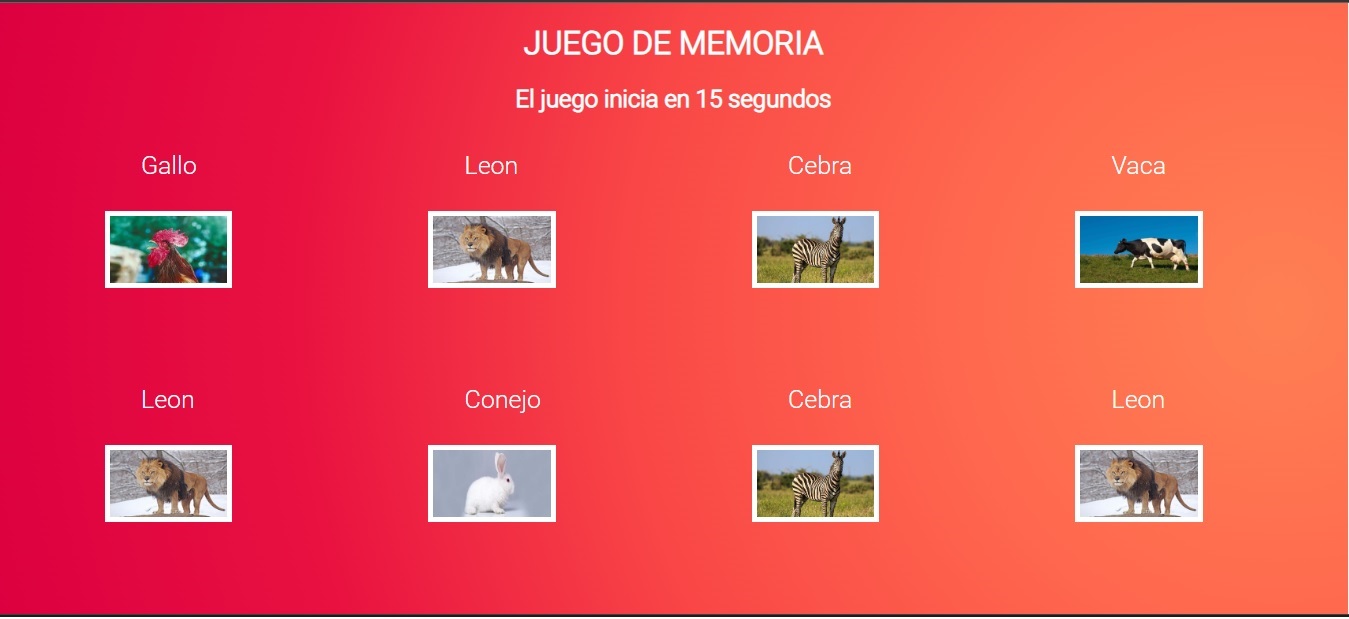 JUEGO DE MEMORIA
El juego inicia en 15 segundos
Gallo Leon Cebra Vaca
Leon Conejo Cebra Leon